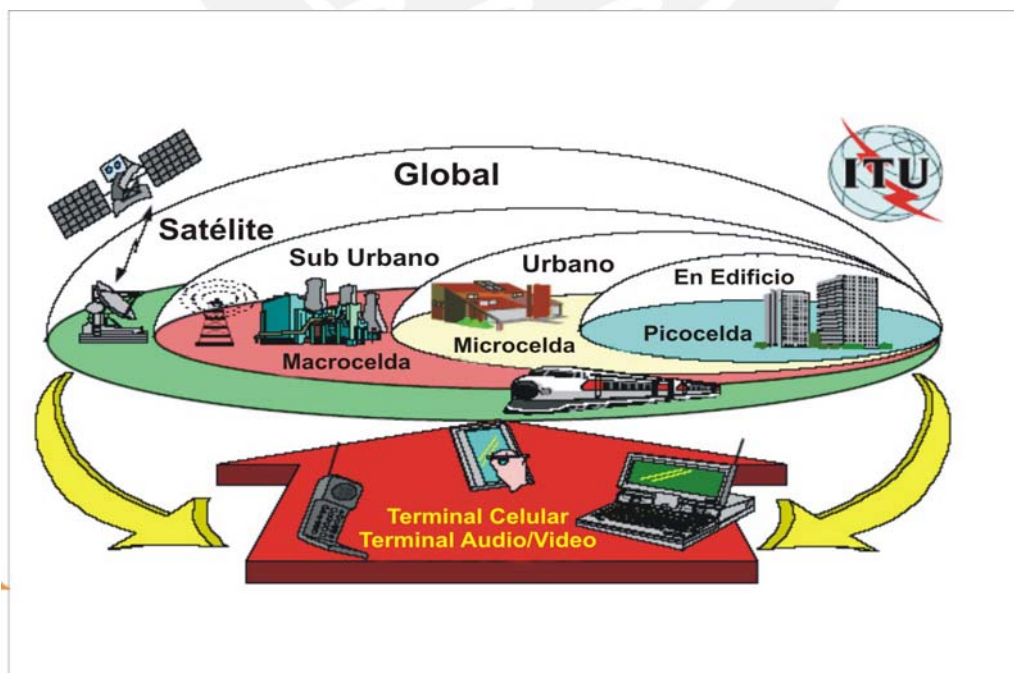 Global
ITU
Satélite
Sub Urbano
Urbano
En Edificio
Macrocelda
Microcelda
Picocelda
Terminal Celular
Terminal Audio/Video